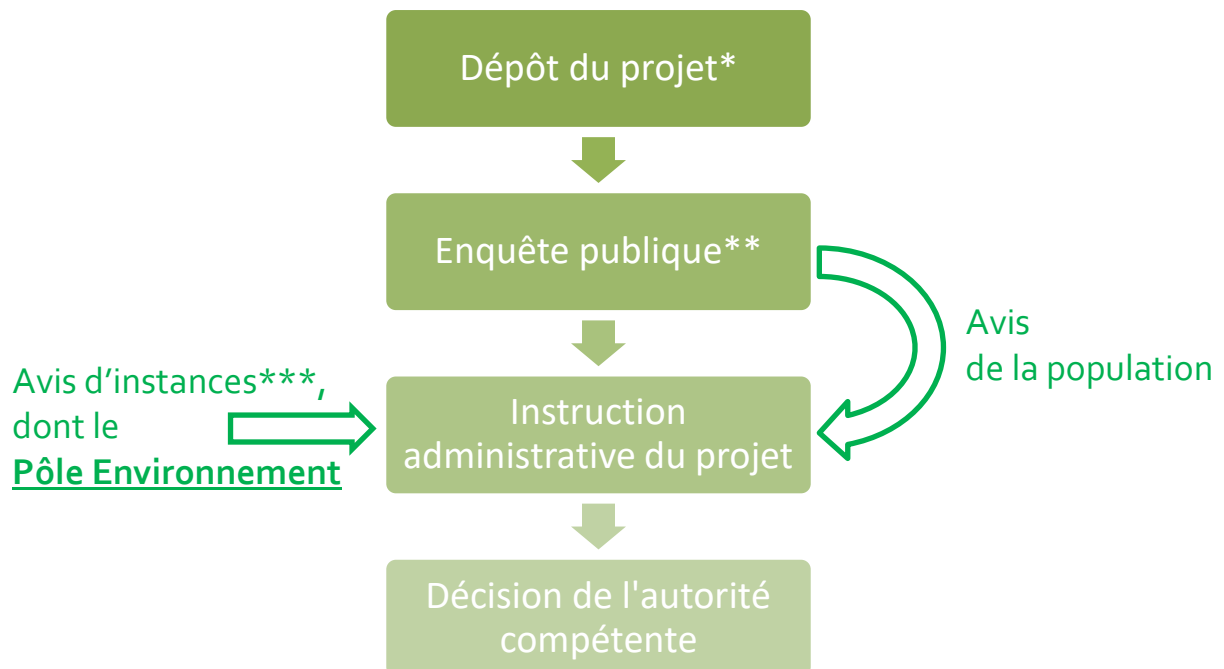 Dépôt du projet*
Enquête publique**
Avis
de la population
Avis d’instances***,
dont le
Pôle Environnement
Instruction
administrative du projet
Décision de l'autorité
compétente